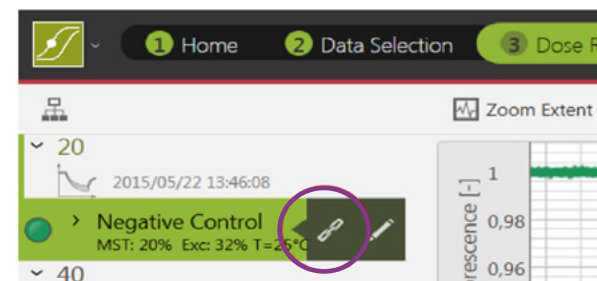 1 Home 2 Data Selection 3 Dose R
Zoom Extent
20
2015/05/22 13:46:08
Negative Control
MST: 20% Exc: 32% T=25°C
40
1
0,98
0,96
rescence [-]